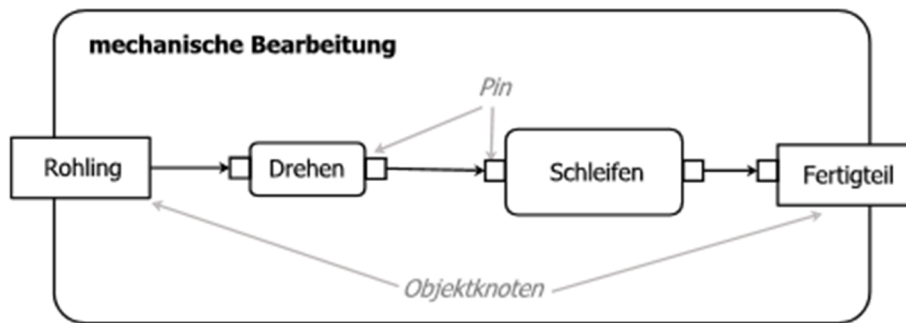 mechanische Bearbeitung
Pin
Rohling
Drehen
Schleifen
Fertigteil
Objektknoten